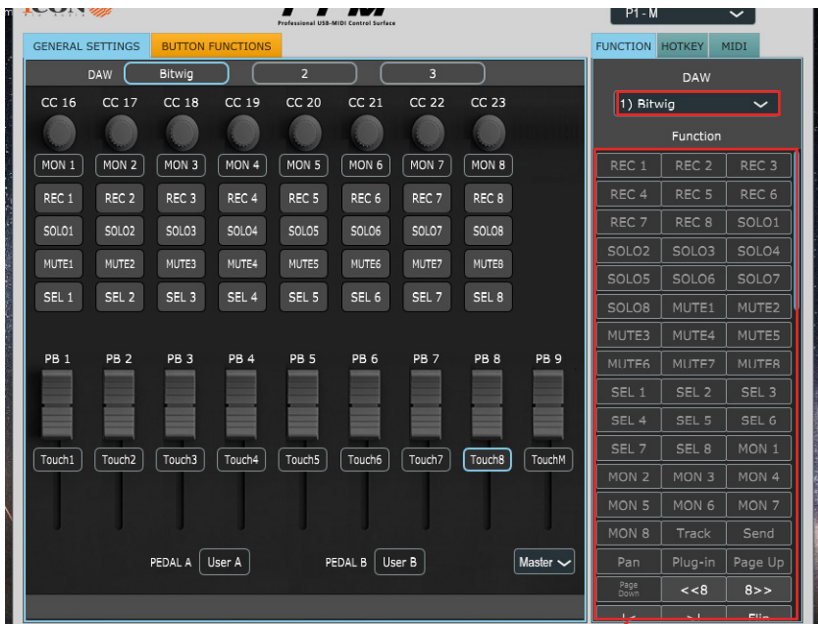 iCON
Pro Audio
Professional USB-MIDI Control Surface
P1-M
GENERAL SETTINGS BUTTON FUNCTIONS
FUNCTION HOTKEY MIDI
DAW Bitwig 2 3
DAW
1) Bitwig
Function
CC 16 CC 17 CC 18 CC 19 CC 20 CC 21 CC 22 CC 23
MON 1 MON 2 MON 3 MON 4 MON 5 MON 6 MON 7 MON 8
REC 1 REC 2 REC 3 REC 4 REC 5 REC 6 REC 7 REC 8
SOLO1 SOLO2 SOLO3 SOLO4 SOLO5 SOLO6 SOLO7 SOLO8
MUTE1 MUTE2 MUTE3 MUTE4 MUTE5 MUTE6 MUTE7 MUTE8
SEL 1 SEL 2 SEL 3 SEL 4 SEL 5 SEL 6 SEL 7 SEL 8
PB 1 PB 2 PB 3 PB 4 PB 5 PB 6 PB 7 PB 8 PB 9
Touch1 Touch2 Touch3 Touch4 Touch5 Touch6 Touch7 Touch8 TouchM
PEDAL A User A PEDAL B User B Master
REC 1 REC 2 REC 3
REC 4 REC 5 REC 6
REC 7 REC 8 SOLO1
SOLO2 SOLO3 SOLO4
SOLO5 SOLO6 SOLO7
SOLO8 MUTE1 MUTE2
MUTE3 MUTE4 MUTE5
MUTE6 MUTE7 MUTE8
SEL 1 SEL 2 SEL 3
SEL 4 SEL 5 SEL 6
SEL 7 SEL 8 MON 1
MON 2 MON 3 MON 4
MON 5 MON 6 MON 7
MON 8 Track Send
Pan Plug-in Page Up
Page Down <<8 8>>
|< >| Flip